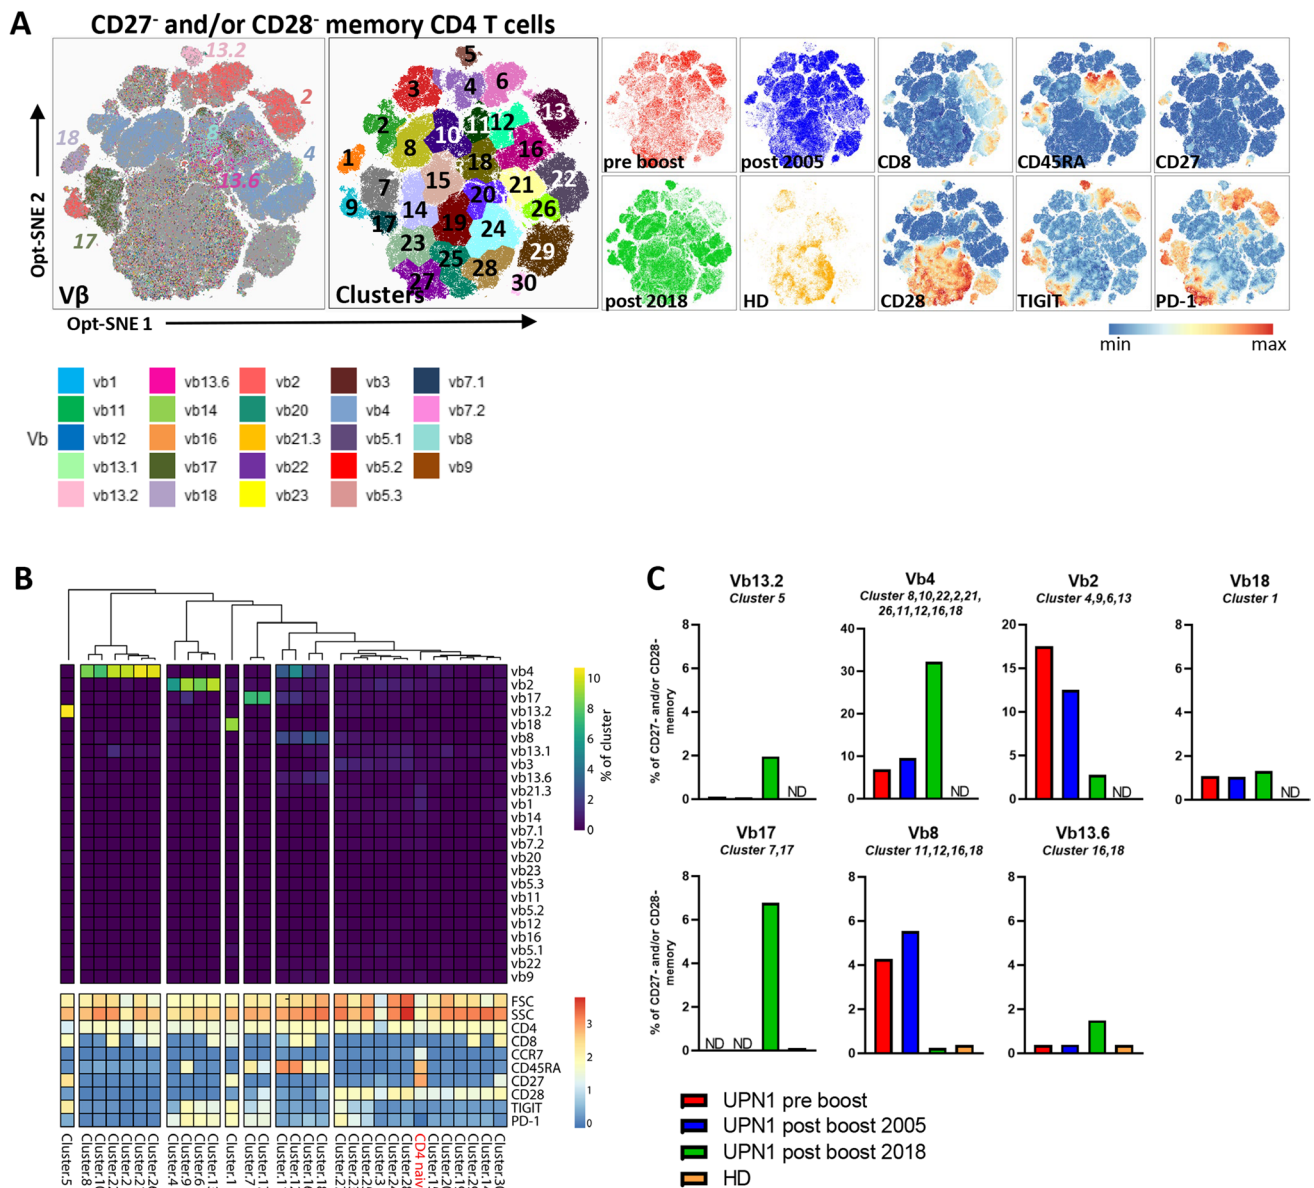 A
CD27- and/or CD28- memory CD4 T cells
13.2
2
18
8
4
13.6
17
Vβ
5
3
4
6
13
2
10
11
12
8
16
1
18
15
7
21
22
20
9
14
26
17
19
24
23
29
25
28
27
30
Clusters
pre boost
post 2005
CD8
CD45RA
CD27
post 2018
HD
CD28
TIGIT
PD-1
Opt-SNE 2
Opt-SNE 1
min
max
Vb
vb1
vb13.6
vb2
vb3
vb7.1
vb11
vb14
vb20
vb4
vb7.2
vb12
vb16
vb21.3
vb5.1
vb8
vb13.1
vb17
vb22
vb5.2
vb9
vb13.2
vb18
vb23
vb5.3
B
vb4
vb2
vb17
vb13.2
vb18
vb8
vb13.1
vb3
vb13.6
vb21.3
vb1
vb14
vb7.1
vb7.2
vb20
vb23
vb5.3
vb11
vb5.2
vb12
vb16
vb5.1
vb22
vb9
10
8
6
4
2
0
% of cluster
FSC
SSC
CD4
CD8
CCR7
CD45RA
CD27
CD28
TIGIT
PD-1
3
2
1
0
Cluster.5
Cluster.8
Cluster.4
Cluster.9
Cluster.6
Cluster.1
Cluster.7
Cluster.3
CD4 naiv
C
Vb13.2
Cluster 5
Vb4
Cluster 8,10,22,2,21,
26,11,12,16,18
Vb2
Cluster 4,9,6,13
Vb18
Cluster 1
% of CD27- and/or CD28-
memory
8
6
4
2
0
ND
40
30
20
10
0
ND
20
15
10
5
0
ND
8
6
4
2
0
ND
Vb17
Cluster 7,17
Vb8
Cluster 11,12,16,18
Vb13.6
Cluster 16,18
% of CD27- and/or CD28-
memory
8
6
4
2
0
ND ND
8
6
4
2
0
8
6
4
2
0
UPN1 pre boost
UPN1 post boost 2005
UPN1 post boost 2018
HD